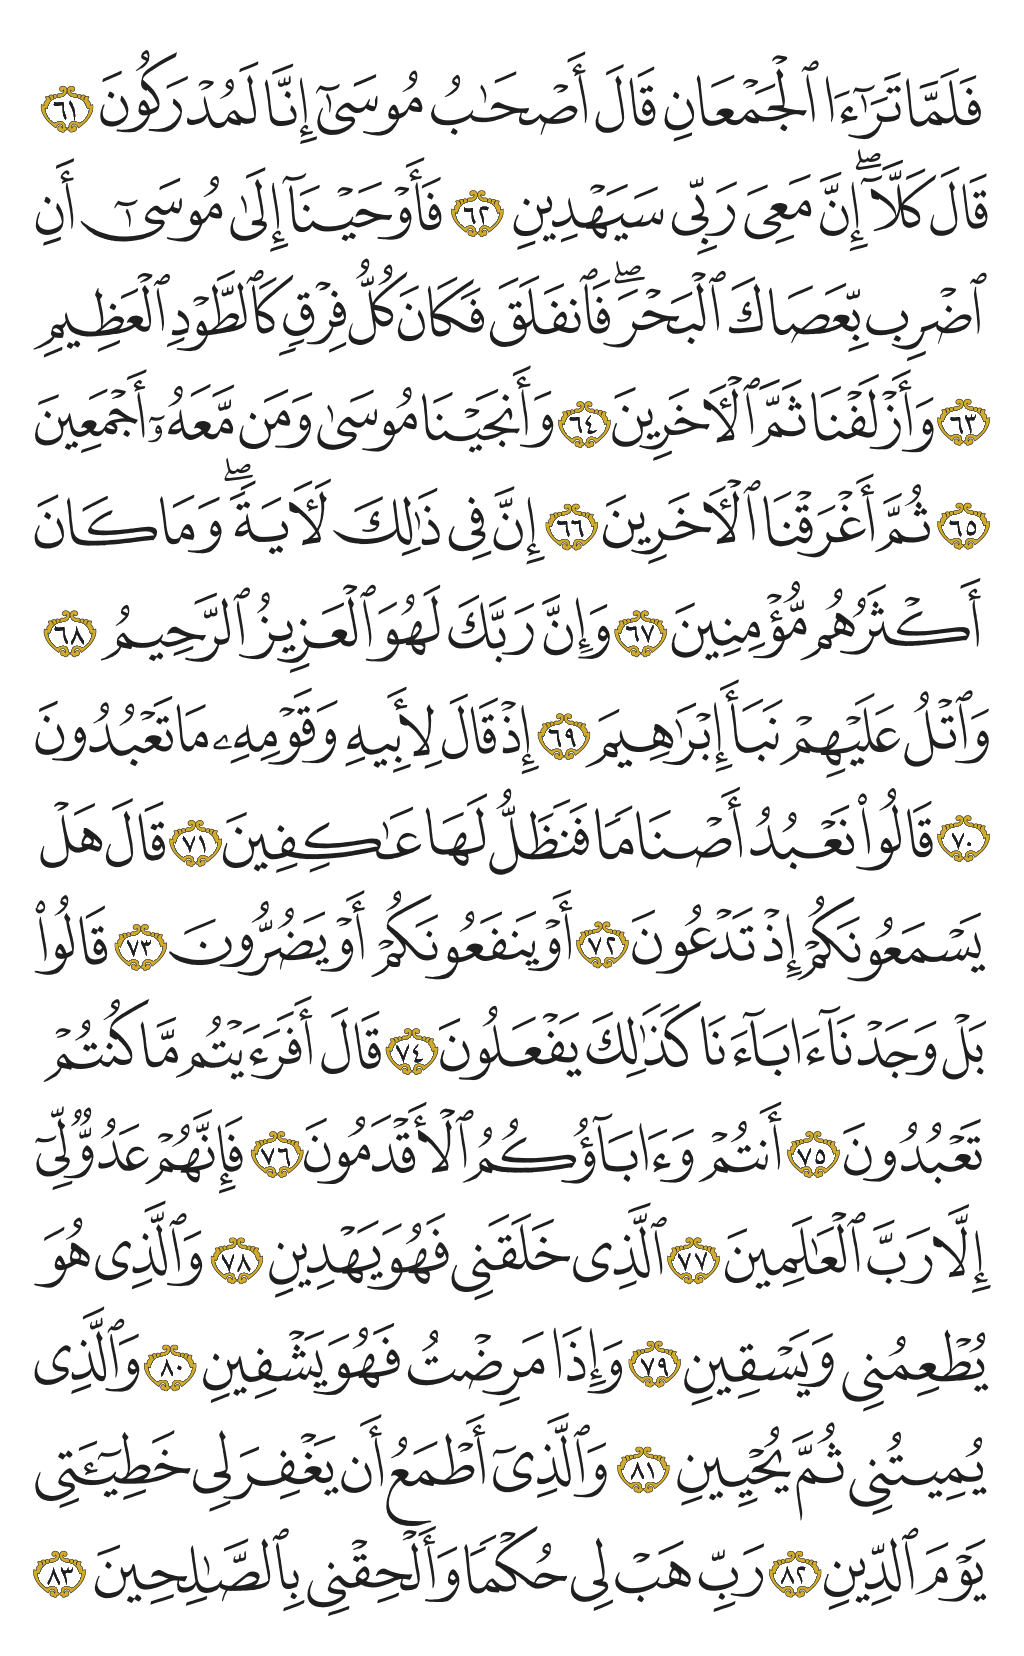 فَلَمَّا تَرَٰٓءَا ٱلْجَمْعَانِ قَالَ أَصْحَٰبُ مُوسَىٰٓ إِنَّا لَمُدْرَكُونَ ٦١
قَالَ كَلَّآ ۖ إِنَّ مَعِىَ رَبِّى سَيَهْدِينِ ٦٢ فَأَوْحَيْنَآ إِلَىٰ مُوسَىٰٓ أَنِ
ٱضْرِب بِّعَصَاكَ ٱلْبَحْرَ ۖ فَٱنفَلَقَ فَكَانَ كُلُّ فِرْقٍ كَٱلطَّوْدِ ٱلْعَظِيمِ
٦٣ وَأَزْلَفْنَا ثَمَّ ٱلْأَخَرِينَ ٦٤ وَأَنجَيْنَا مُوسَىٰ وَمَن مَّعَهُۥٓ أَجْمَعِينَ
٦٥ ثُمَّ أَغْرَقْنَا ٱلْأَخَرِينَ ٦٦ إِنَّ فِى ذَٰلِكَ لَأَيَةً ۖ وَمَا كَانَ
أَكْثَرُهُم مُّؤْمِنِينَ ٦٧ وَإِنَّ رَبَّكَ لَهُوَ ٱلْعَزِيزُ ٱلرَّحِيمُ ٦٨
وَٱتْلُ عَلَيْهِمْ نَبَأَ إِبْرَٰهِيمَ ٦٩ إِذْ قَالَ لِأَبِيهِ وَقَوْمِهِۦ مَا تَعْبُدُونَ
٧٠ قَالُوا۟ نَعْبُدُ أَصْنَامًا فَنَظَلُّ لَهَا عَٰكِفِينَ ٧١ قَالَ هَلْ
يَسْمَعُونَكُمْ إِذْ تَدْعُونَ ٧٢ أَوْ يَنفَعُونَكُمْ أَوْ يَضُرُّونَ ٧٣ قَالُوا۟
بَلْ وَجَدْنَآ ءَابَآءَنَا كَذَٰلِكَ يَفْعَلُونَ ٧٤ قَالَ أَفَرَءَيْتُم مَّا كُنتُمْ
تَعْبُدُونَ ٧٥ أَنتُمْ وَءَابَآؤُكُمُ ٱلْأَقْدَمُونَ ٧٦ فَإِنَّهُمْ عَدُوٌّ لِّىٓ
إِلَّا رَبَّ ٱلْعَٰلَمِينَ ٧٧ ٱلَّذِى خَلَقَنِى فَهُوَ يَهْدِينِ ٧٨ وَٱلَّذِى هُوَ
يُطْعِمُنِى وَيَسْقِينِ ٧٩ وَإِذَا مَرِضْتُ فَهُوَ يَشْفِينِ ٨٠ وَٱلَّذِى
يُمِيتُنِى ثُمَّ يُحْيِينِ ٨١ وَٱلَّذِىٓ أَطْمَعُ أَن يَغْفِرَ لِى خَطِيٓـَٔتِى
يَوْمَ ٱلدِّينِ ٨٢ رَبِّ هَبْ لِى حُكْمًا وَأَلْحِقْنِى بِٱلصَّٰلِحِينَ ٨٣